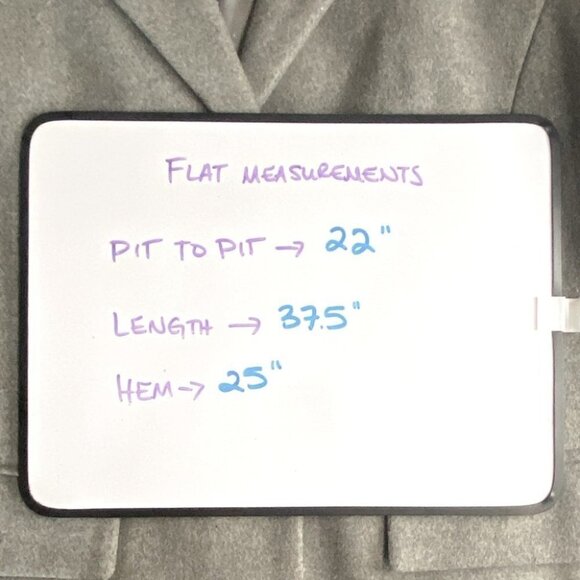 FLAT MEASUREMENTS
PIT TO PIT → 22"
LENGTH → 37.5"
HEM → 25"